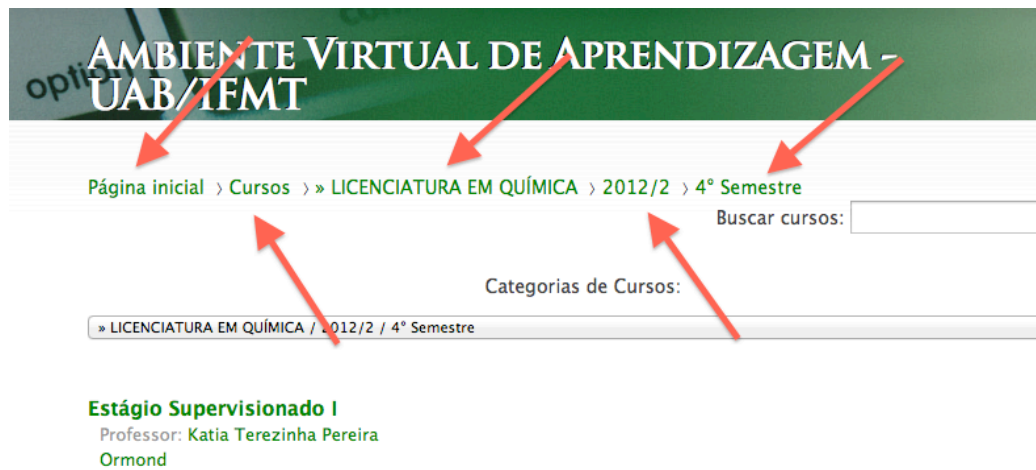 option
AMBIENTE VIRTUAL DE APRENDIZAGEM -
UAB/IFMT
Página inicial › Cursos › » LICENCIATURA EM QUÍMICA › 2012/2 › 4° Semestre
Buscar cursos:
Categorias de Cursos:
» LICENCIATURA EM QUÍMICA / 2012/2 / 4° Semestre
Estágio Supervisionado I
Professor: Katia Terezinha Pereira
Ormond